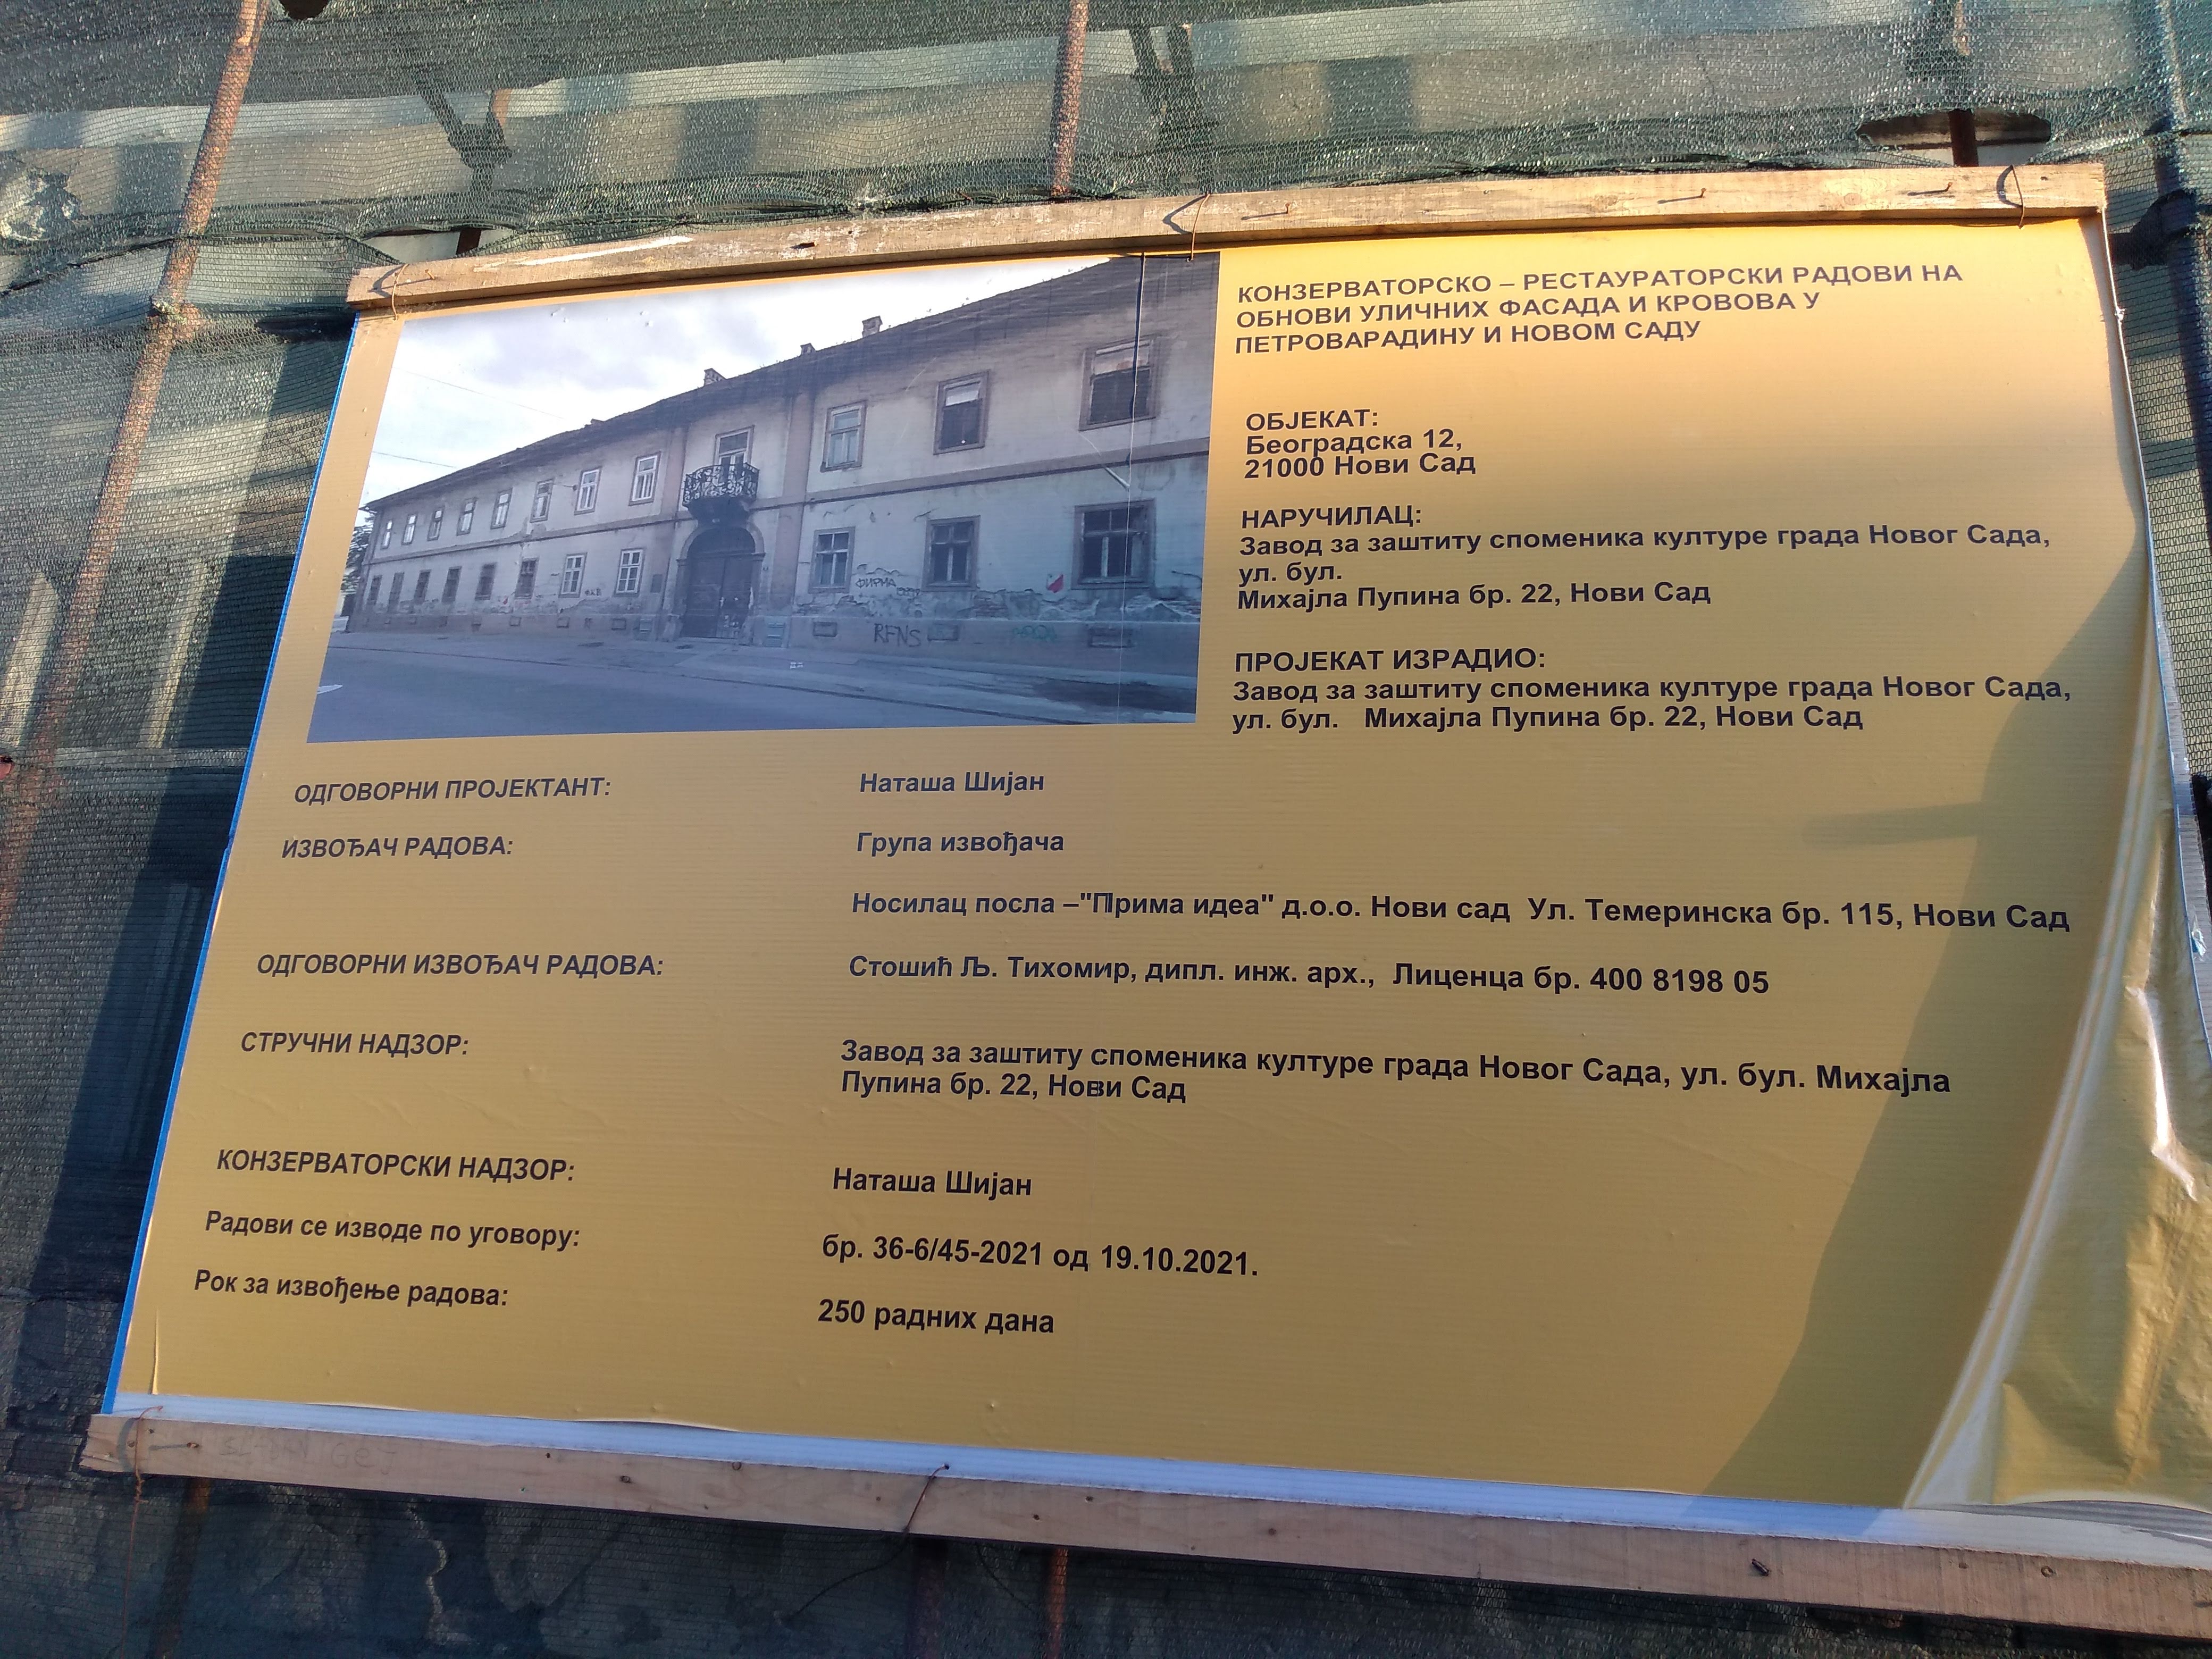 КОНЗЕРВАТОРСКО – РЕСТАУРАТОРСКИ РАДОВИ НА
ОБНОВИ УЛИЧНИХ ФАСАДА И КРОВОВА У
ПЕТРОВАРАДИНУ И НОВОМ САДУ
ОБЈЕКАТ:
Београдска 12,
21000 Нови Сад
НАРУЧИЛАЦ:
Завод за заштиту споменика културе града Новог Сада,
ул. бул.
Михајла Пупина бр. 22, Нови Сад
ПРОЈЕКАТ ИЗРАДИО:
Завод за заштиту споменика културе града Новог Сада,
ул. бул. Михајла Пупина бр. 22, Нови Сад
ФИРМА
RFNS
ОДГОВОРНИ ПРОЈЕКТАНТ: Наташа Шијан
ИЗВОЂАЧ РАДОВА: Група извођача
Носилац посла –"Прима идеа" д.о.о. Нови сад Ул. Темеринска бр. 115, Нови Сад
ОДГОВОРНИ ИЗВОЂАЧ РАДОВА: Стошић Љ. Тихомир, дипл. инж. арх., Лиценца бр. 400 8198 05
СТРУЧНИ НАДЗОР: Завод за заштиту споменика културе града Новог Сада, ул. бул. Михајла
Пупина бр. 22, Нови Сад
КОНЗЕРВАТОРСКИ НАДЗОР: Наташа Шијан
Радови се изводе по уговору: бр. 36-6/45-2021 од 19.10.2021.
Рок за извођење радова: 250 радних дана